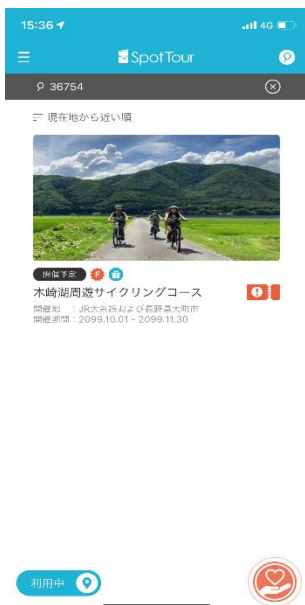 15:36
4G
SpotTour
36754
現在地から近い順
開催予定 F
木崎湖周遊サイクリングコース
開催地 : JR大糸線および長野県大町市
開催期間 : 2099.10.01 - 2099.11.30
利用中